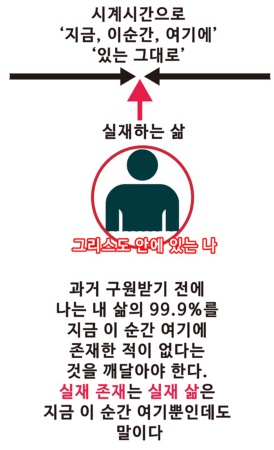 시계시간으로
‘지금, 이순간, 여기에’
‘있는 그대로’
실재하는 삶
그리스도 안에 있는 나
과거 구원받기 전에
나는 내 삶의 99.9%를
지금 이 순간 여기에
존재한 적이 없다는
것을 깨달아야 한다.
실재 존재는 실재 삶은
지금 이 순간 여기뿐인데도
말이다